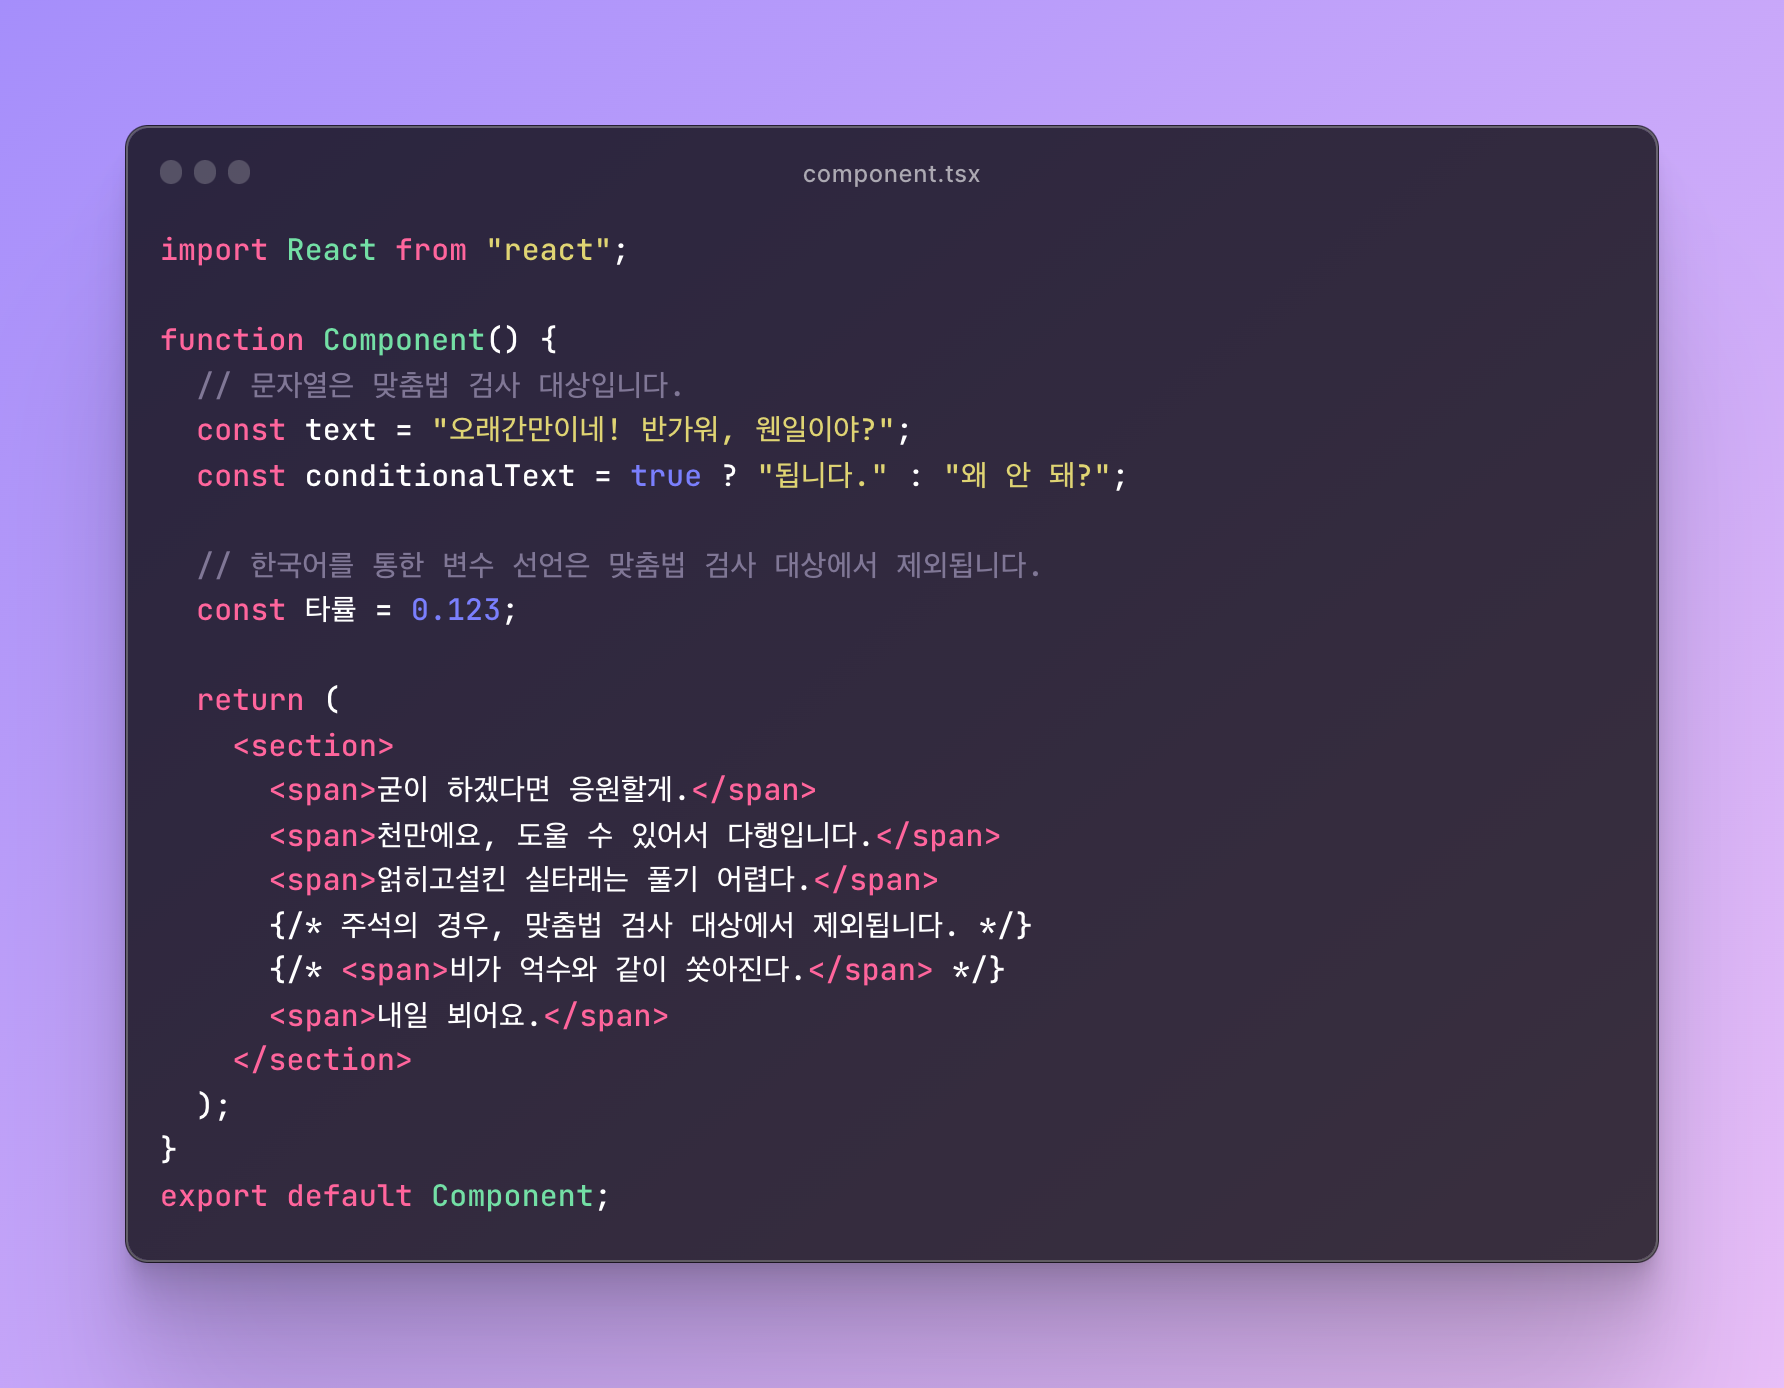 component.tsx
import React from "react";
function Component() {
// 문자열은 맞춤법 검사 대상입니다.
const text = "오래간만이네! 반가워, 웬일이야?";
const conditionalText = true ? "됩니다." : "왜 안 돼?";
// 한국어를 통한 변수 선언은 맞춤법 검사 대상에서 제외됩니다.
const 타률 = 0.123;
return (
<section>
<span>굳이 하겠다면 응원할게.</span>
<span>천만에요, 도울 수 있어서 다행입니다.</span>
<span>얽히고설킨 실타래는 풀기 어렵다.</span>
{/* 주석의 경우, 맞춤법 검사 대상에서 제외됩니다. */}
{/* <span>비가 억수와 같이 쏫아진다.</span> */}
<span>내일 뵈어요.</span>
</section>
);
}
export default Component;